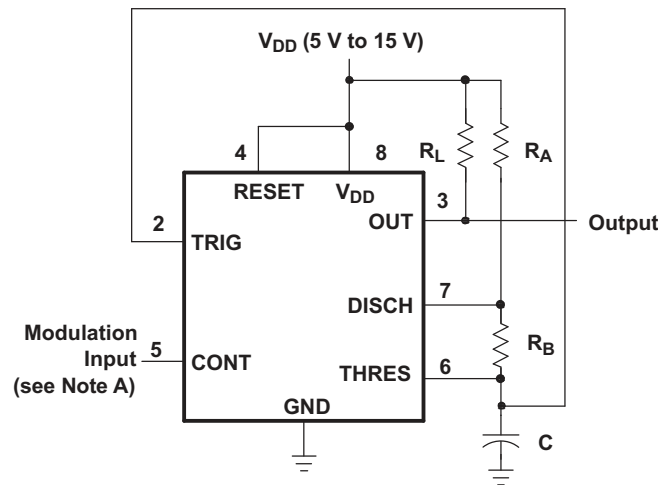 V_DD (5 V to 15 V)
4
8
R_L
R_A
RESET
V_DD
3
2
OUT
Output
TRIG
7
DISCH
Modulation
Input
(see Note A)
5
CONT
R_B
6
THRES
GND
C